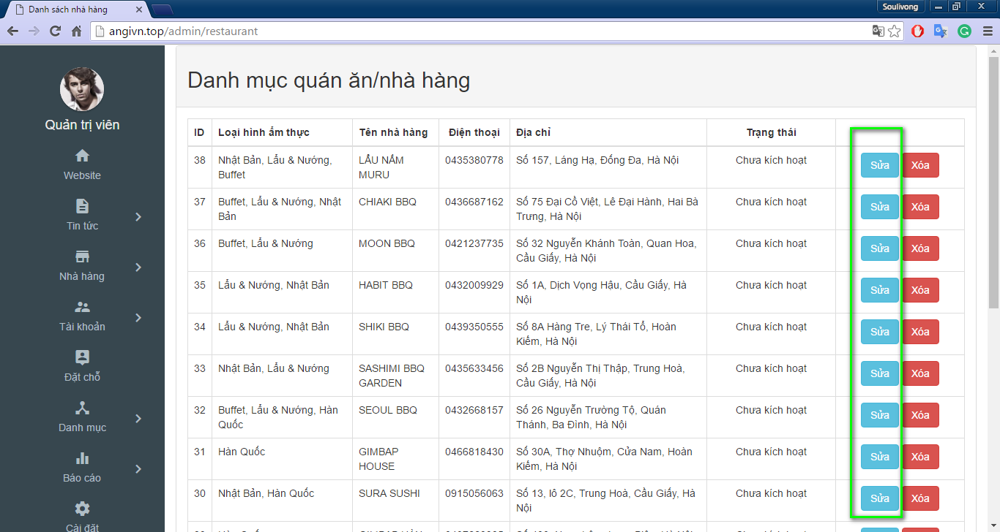 Danh sách nhà hàng
Soulivong
angivn.top/admin/restaurant
Quản trị viên
Website
Tin tức
Nhà hàng
Tài khoản
Đặt chỗ
Danh mục
Báo cáo
Cài đặt
Danh mục quán ăn/nhà hàng
ID Loại hình ẩm thực Tên nhà hàng Điện thoại Địa chỉ Trạng thái
38 Nhật Bản, Lẩu & Nướng, LẨU NẤM 0435380778 Số 157, Láng Hạ, Đống Đa, Hà Nội Chưa kích hoạt Sửa Xóa
Buffet MURU
37 Buffet, Lẩu & Nướng, Nhật CHIAKI BBQ 0436687162 Số 75 Đại Cồ Việt, Lê Đại Hành, Hai Bà Chưa kích hoạt Sửa Xóa
Bản Trưng, Hà Nội
36 Buffet, Lẩu & Nướng MOON BBQ 0421237735 Số 32 Nguyễn Khánh Toàn, Quan Hoa, Chưa kích hoạt Sửa Xóa
Cầu Giấy, Hà Nội
35 Lẩu & Nướng, Nhật Bản HABIT BBQ 0432009929 Số 1A, Dịch Vọng Hậu, Cầu Giấy, Hà Chưa kích hoạt Sửa Xóa
Nội
34 Lẩu & Nướng, Nhật Bản SHIKI BBQ 0439350555 Số 8A Hàng Tre, Lý Thái Tổ, Hoàn Chưa kích hoạt Sửa Xóa
Kiếm, Hà Nội
33 Nhật Bản, Lẩu & Nướng SASHIMI BBQ 0435633456 Số 2B Nguyễn Thị Thập, Trung Hoà, Chưa kích hoạt Sửa Xóa
GARDEN Cầu Giấy, Hà Nội
32 Buffet, Lẩu & Nướng, Hàn SEOUL BBQ 0432668157 Số 26 Nguyễn Trường Tộ, Quán Chưa kích hoạt Sửa Xóa
Quốc Thánh, Ba Đình, Hà Nội
31 Hàn Quốc GIMBAP 0466818430 Số 30A, Thợ Nhuộm, Cửa Nam, Hoàn Chưa kích hoạt Sửa Xóa
HOUSE Kiếm, Hà Nội
30 Nhật Bản, Hàn Quốc SURA SUSHI 0915056063 Số 13, lô 2C, Trung Hoà, Cầu Giấy, Hà Chưa kích hoạt Sửa Xóa
Nội